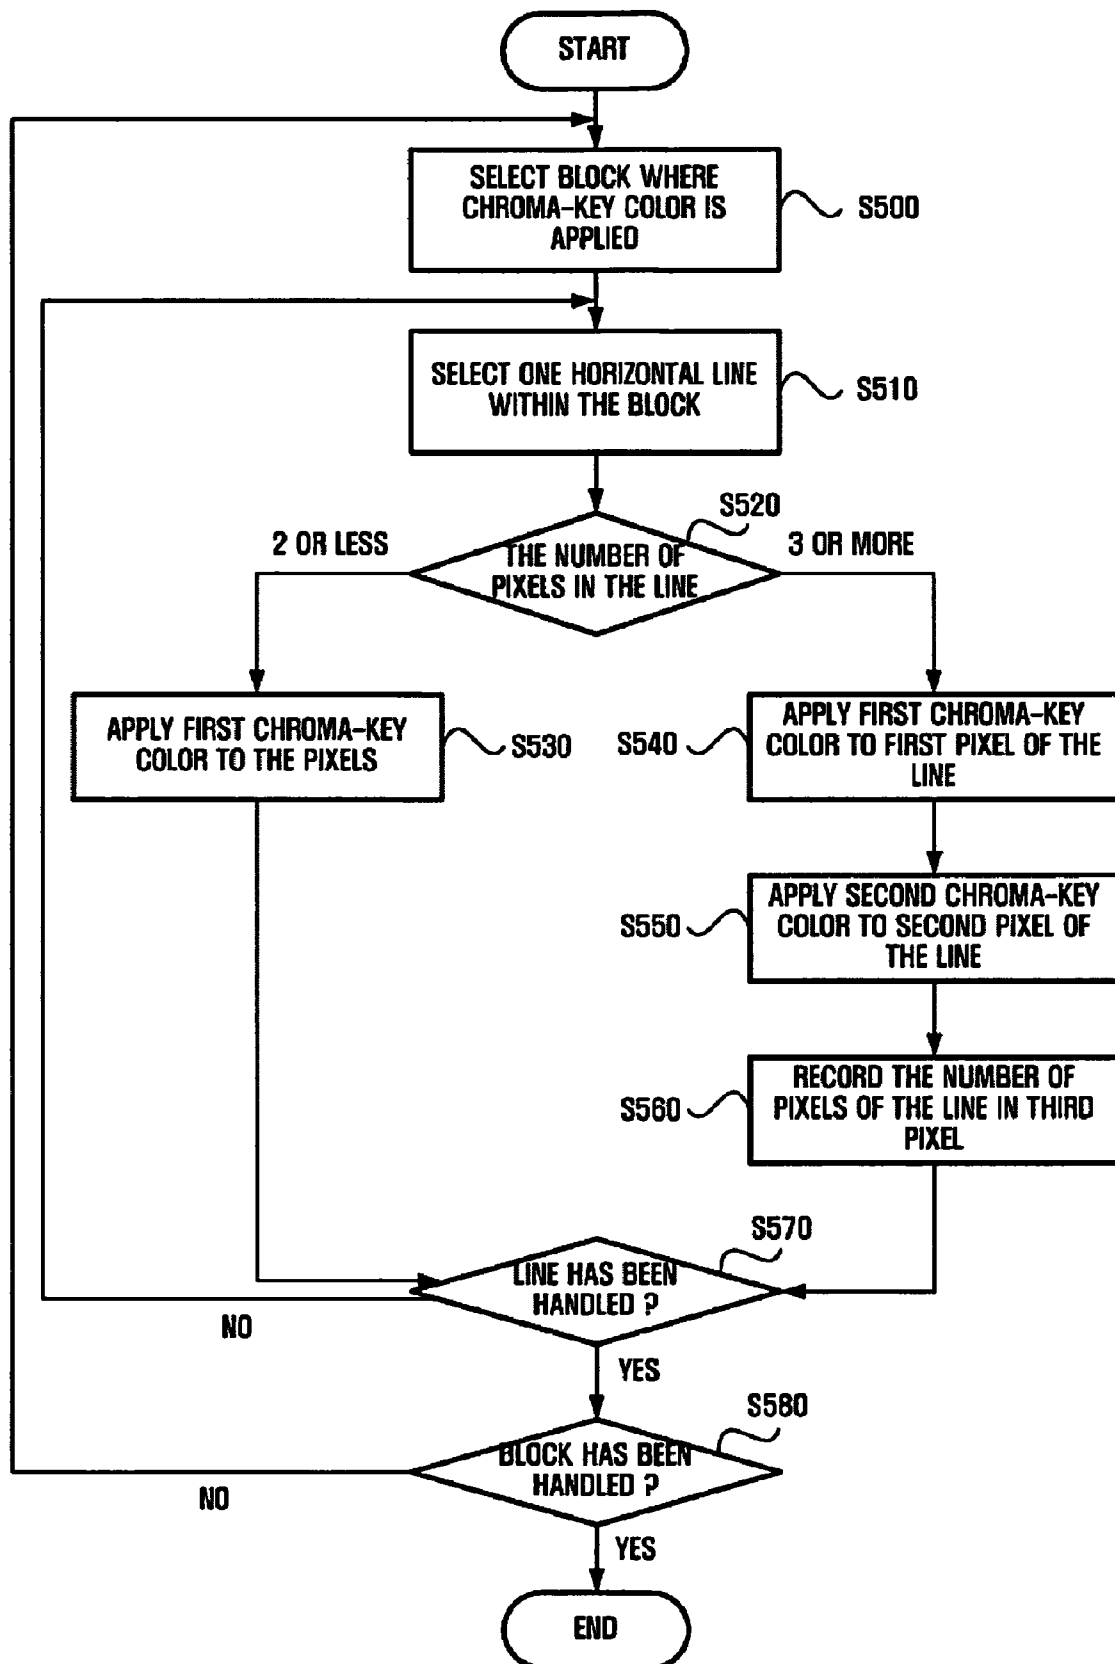 START
SELECT BLOCK WHERE
CHROMA-KEY COLOR IS
APPLIED
S500
SELECT ONE HORIZONTAL LINE
WITHIN THE BLOCK
S510
S520
2 OR LESS
THE NUMBER OF
PIXELS IN THE LINE
3 OR MORE
APPLY FIRST CHROMA-KEY
COLOR TO THE PIXELS
S530
S540
APPLY FIRST CHROMA-KEY
COLOR TO FIRST PIXEL OF THE
LINE
S550
APPLY SECOND CHROMA-KEY
COLOR TO SECOND PIXEL OF
THE LINE
S560
RECORD THE NUMBER OF
PIXELS OF THE LINE IN THIRD
PIXEL
S570
LINE HAS BEEN
HANDLED ?
NO
YES
S580
BLOCK HAS BEEN
HANDLED ?
NO
YES
END